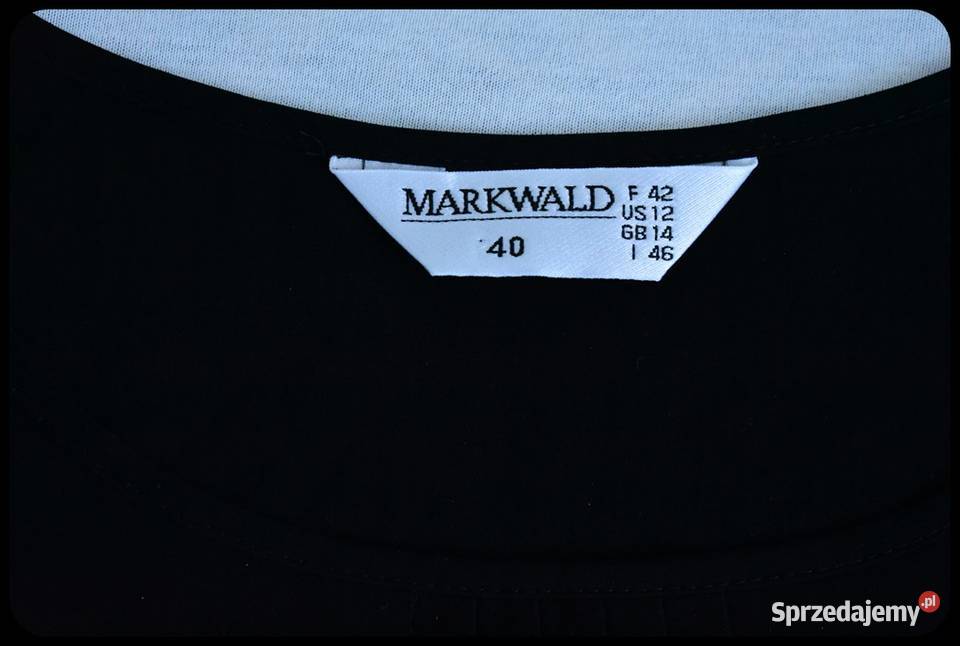 MARKWALD
40
F 42
US 12
GB 14
I 46
Sprzedajemy.pl